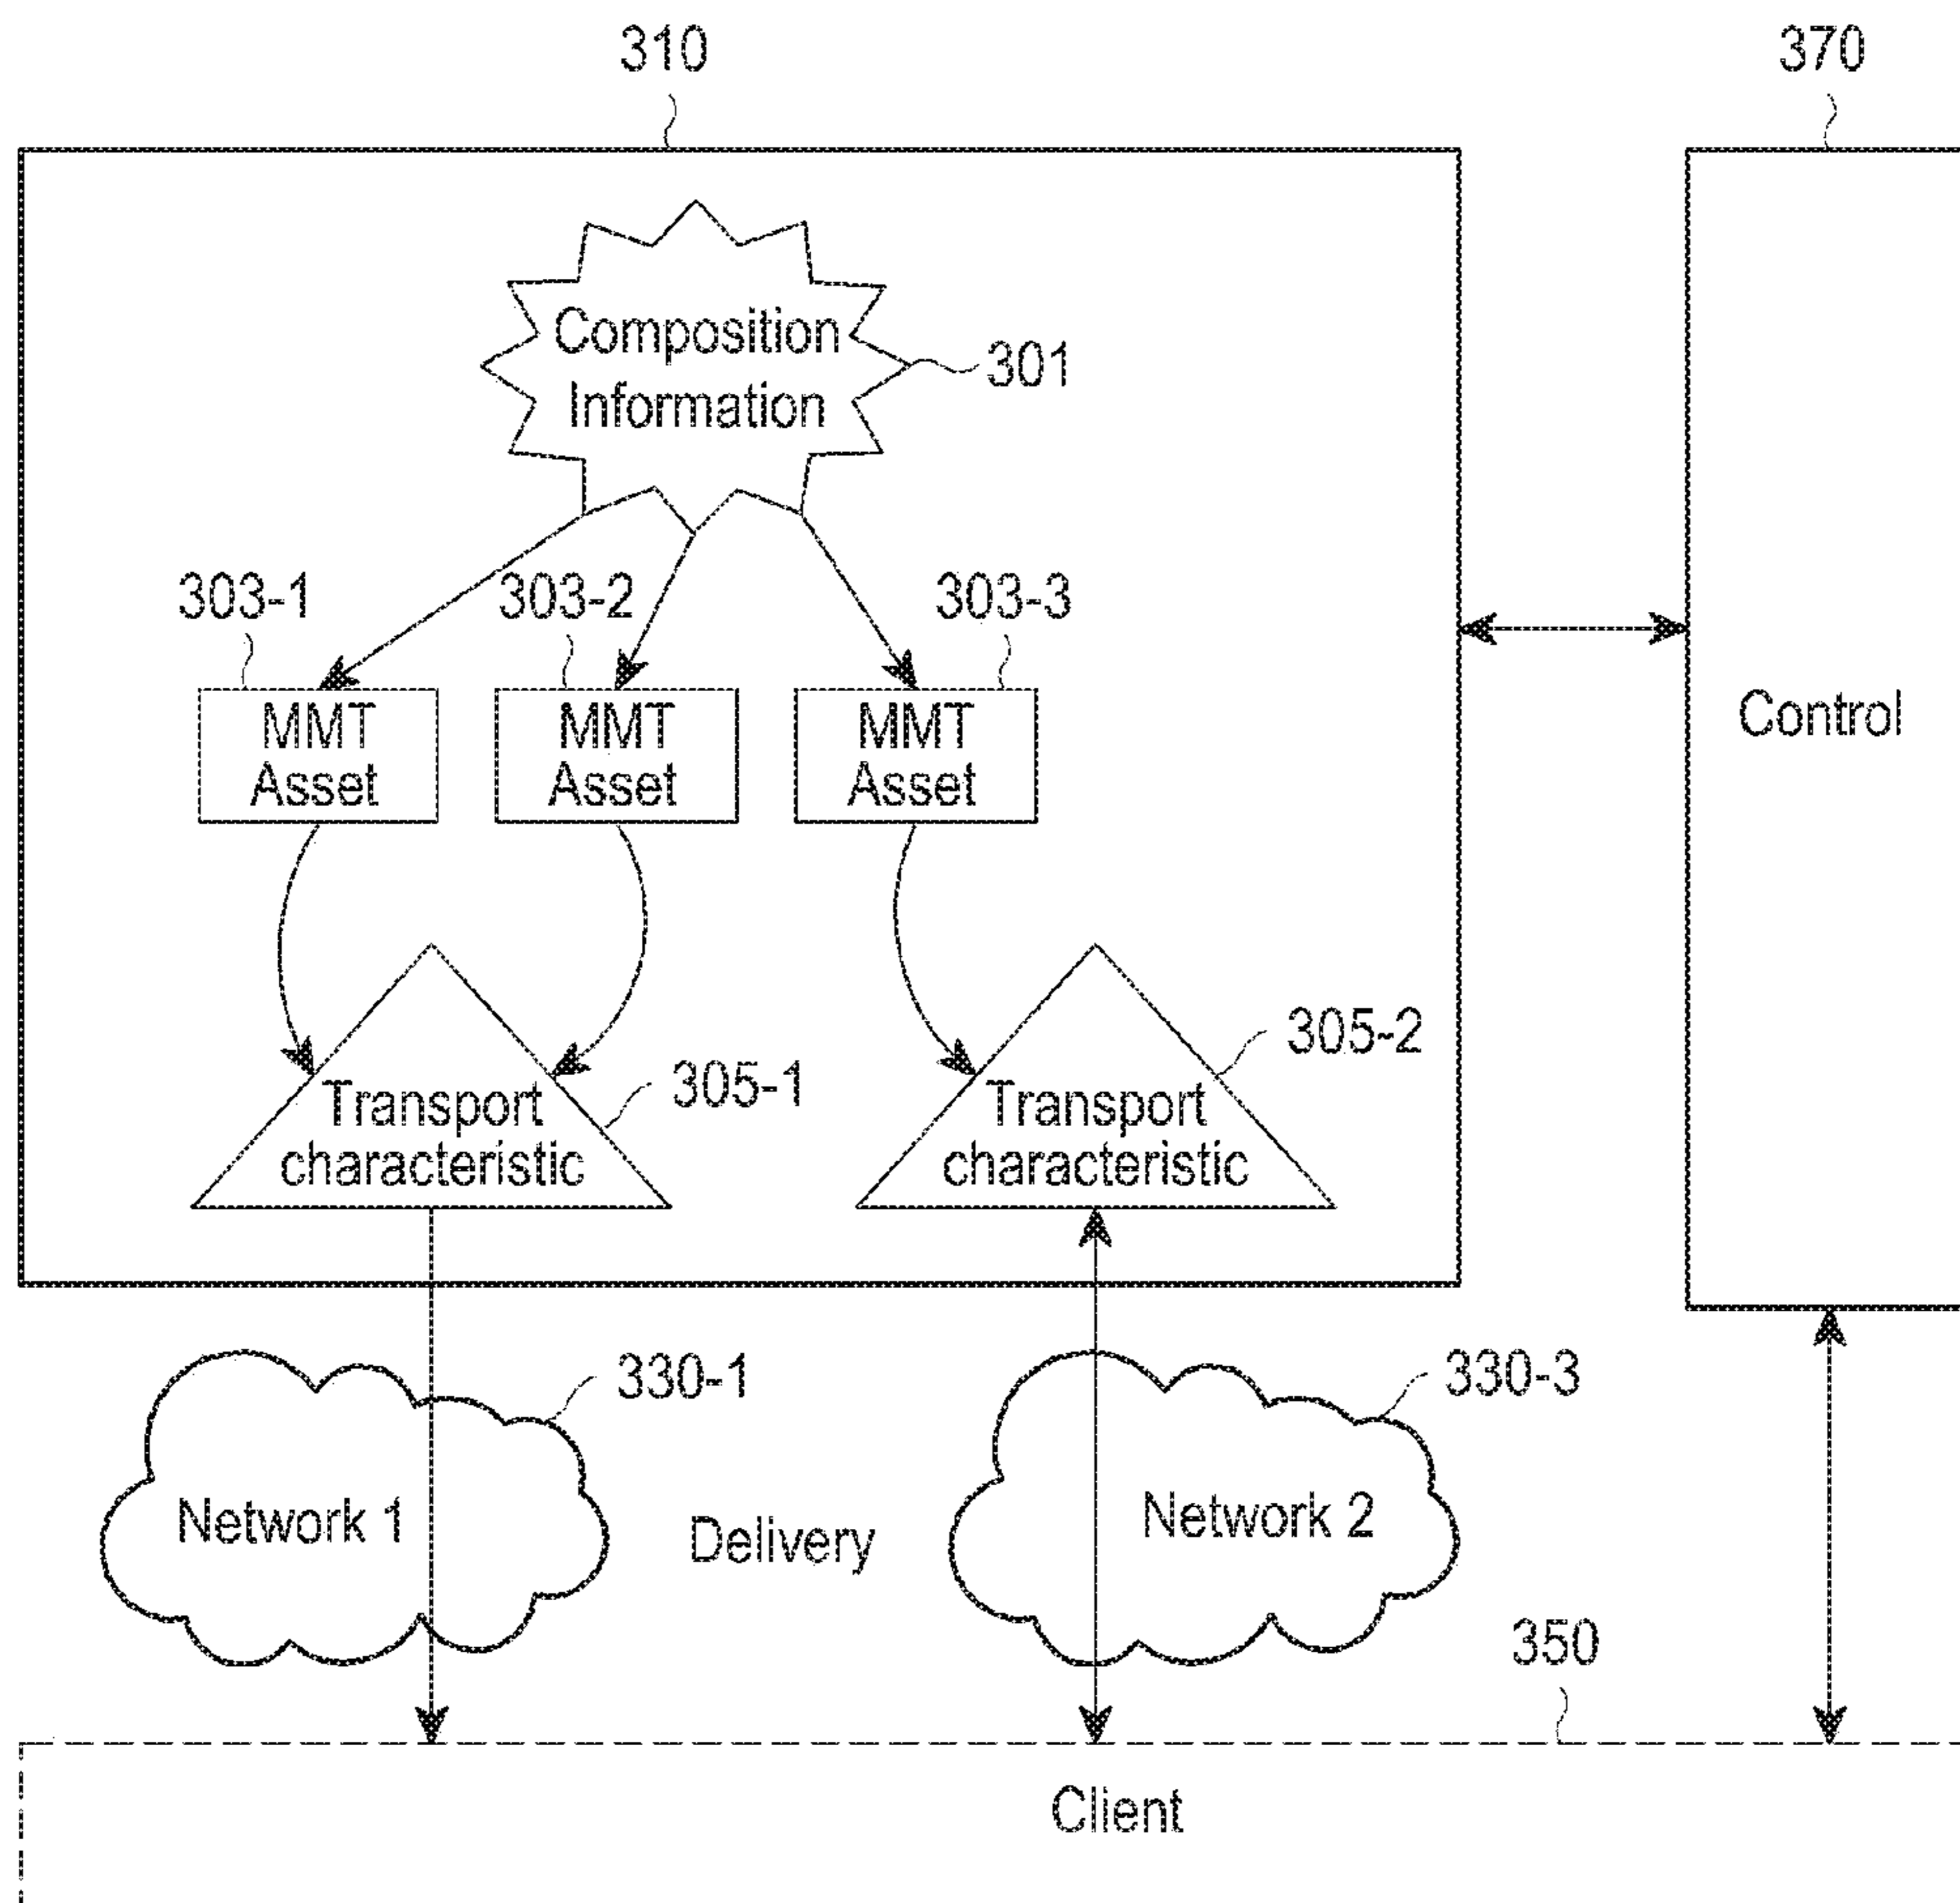 310
370
Composition
Information
301
303-1
303-2
303-3
MMT
Asset
MMT
Asset
MMT
Asset
Control
305-2
305-1
Transport
characteristic
Transport
characteristic
330-1
330-3
Network 1
Delivery
Network 2
350
Client